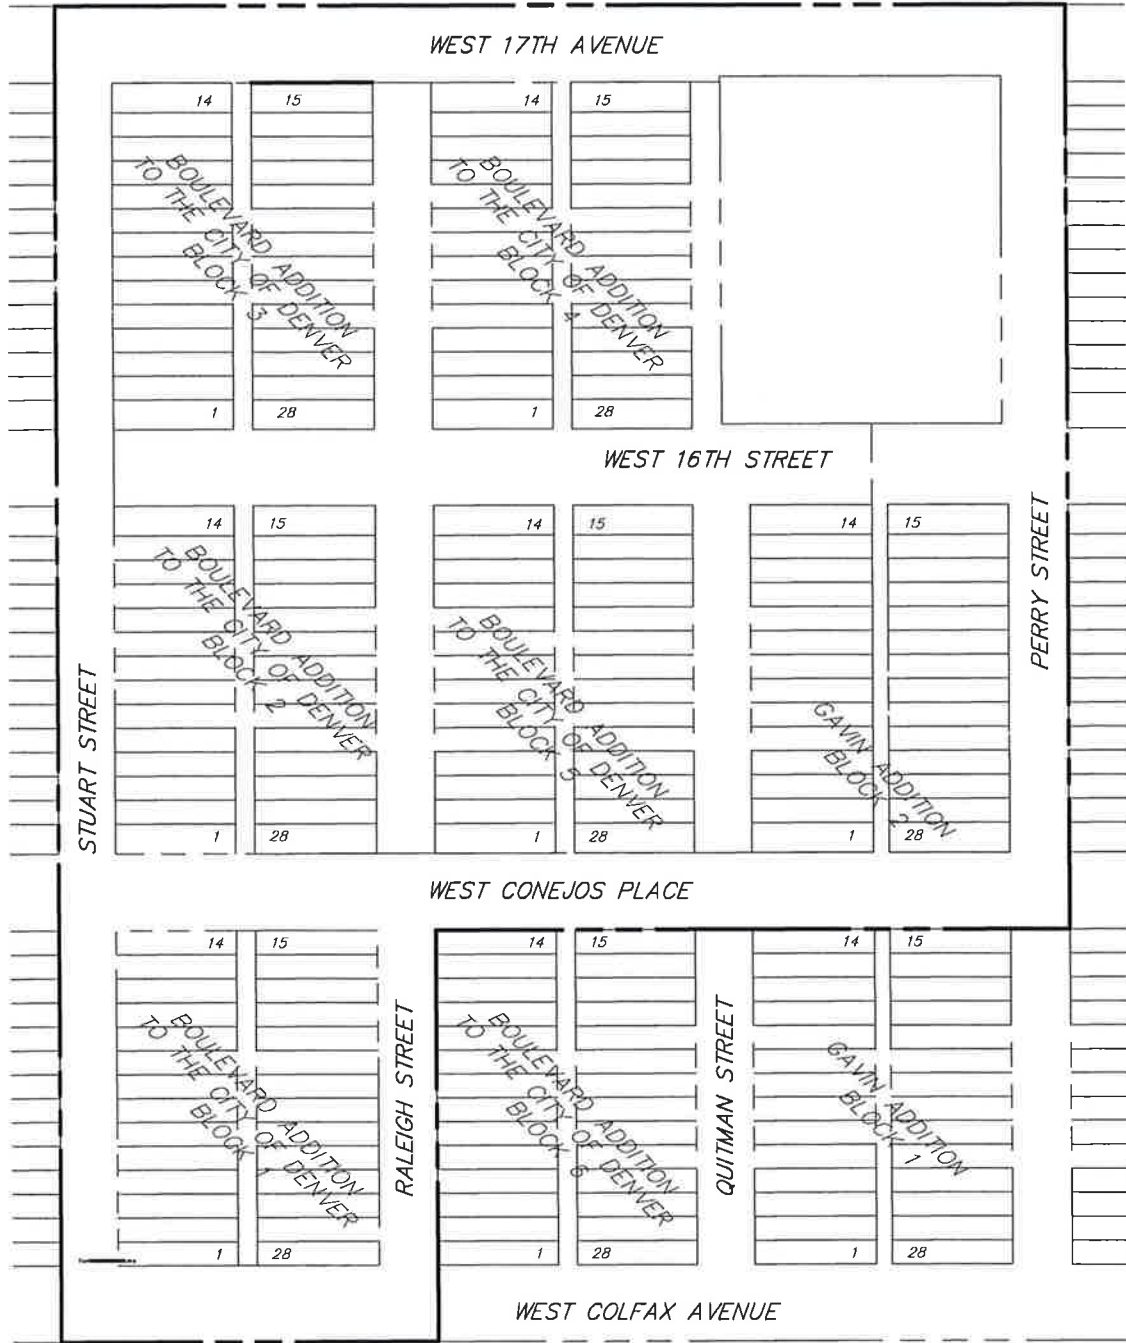 WEST 17TH AVENUE
14
15
14
15
BOULEVARD ADDITION
TO THE CITY OF DENVER
BLOCK 3
BOULEVARD ADDITION
TO THE CITY OF DENVER
BLOCK 4
1
28
1
28
WEST 16TH STREET
14
15
14
15
14
15
PERRY STREET
BOULEVARD ADDITION
TO THE CITY OF DENVER
BLOCK 2
BOULEVARD ADDITION
TO THE CITY OF DENVER
BLOCK 5
GAVIN ADDITION
BLOCK 2
STUART STREET
1
28
1
28
1
28
WEST CONEJOS PLACE
14
15
14
15
14
15
BOULEVARD ADDITION
TO THE CITY OF DENVER
BLOCK 1
RALEIGH STREET
BOULEVARD ADDITION
TO THE CITY OF DENVER
BLOCK 6
QUITMAN STREET
GAVIN ADDITION
BLOCK 1
1
28
1
28
1
28
WEST COLFAX AVENUE